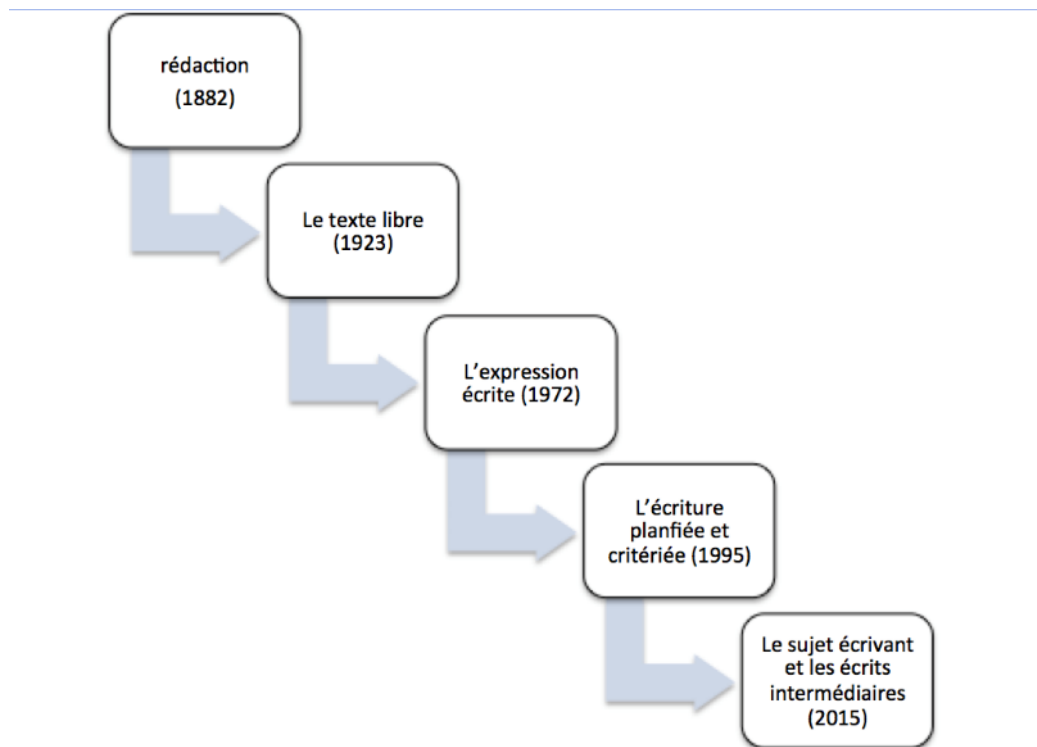 rédaction
(1882)
Le texte libre
(1923)
L'expression
écrite (1972)
L'écriture
planfiée et
critériée (1995)
Le sujet écrivant
et les écrits
intermédiaires
(2015)